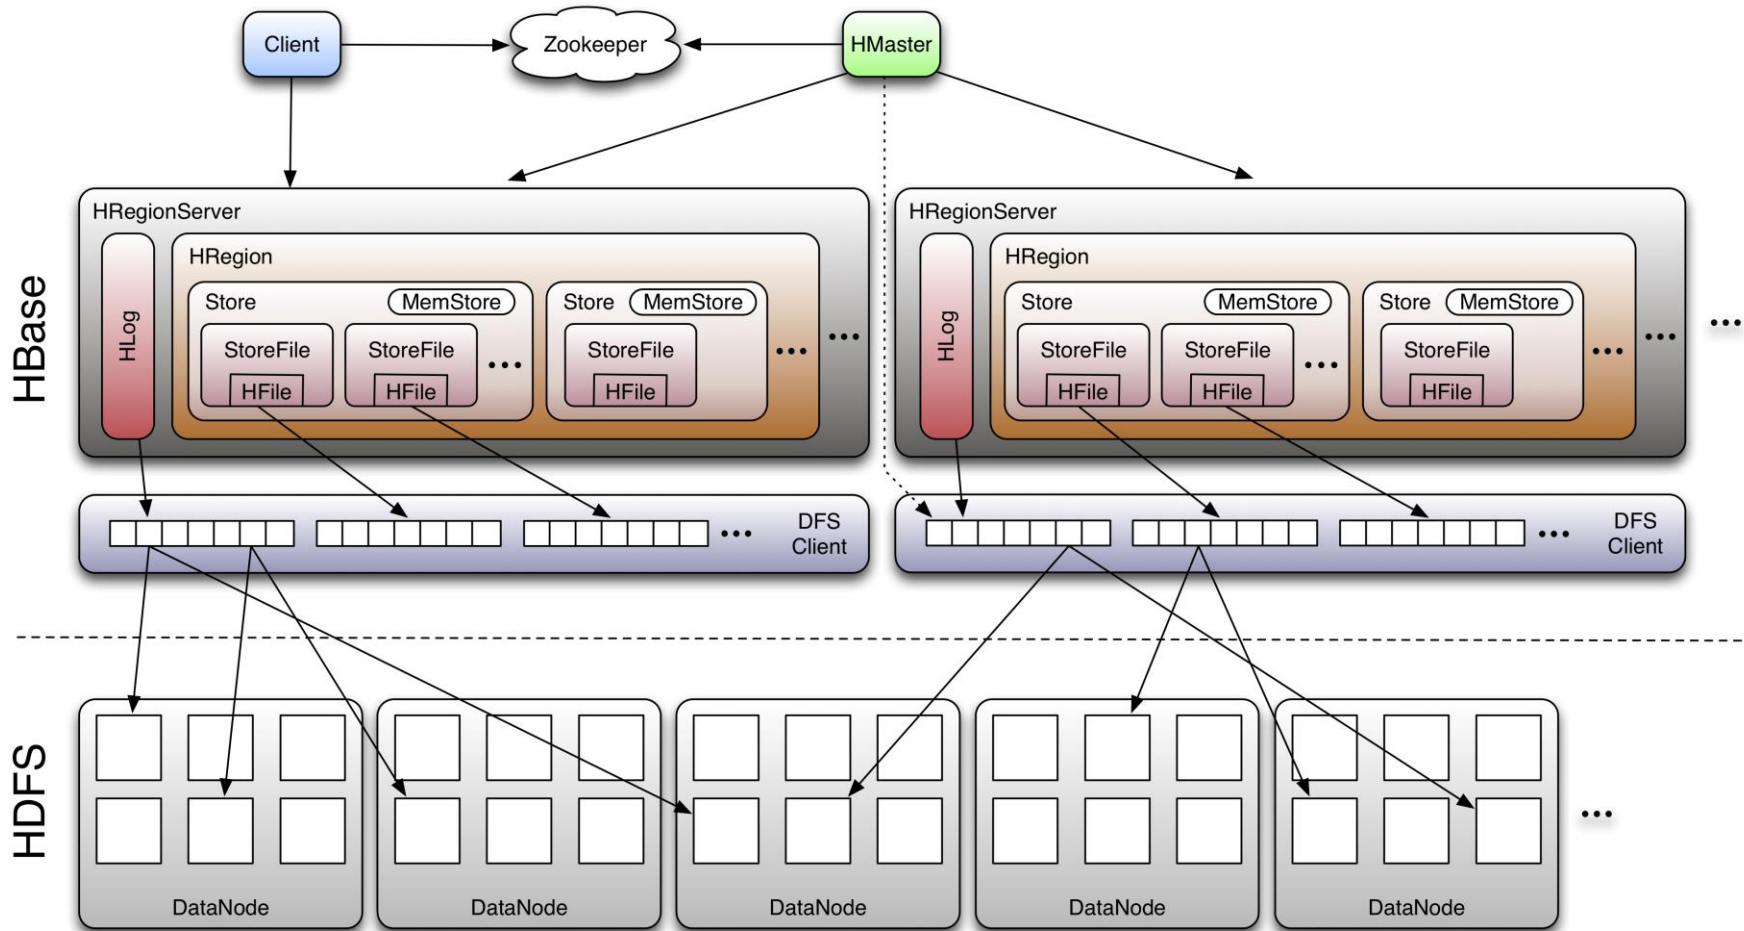 Client
Zookeeper
HMaster
HBase
HRegionServer
HLog
HRegion
Store
MemStore
StoreFile
HFile
StoreFile
HFile
...
Store
MemStore
StoreFile
HFile
...
...
HRegionServer
HLog
HRegion
Store
MemStore
StoreFile
HFile
StoreFile
HFile
...
Store
MemStore
StoreFile
HFile
...
...
...
...
DFS
Client
...
DFS
Client
HDFS
DataNode
DataNode
DataNode
DataNode
DataNode
...